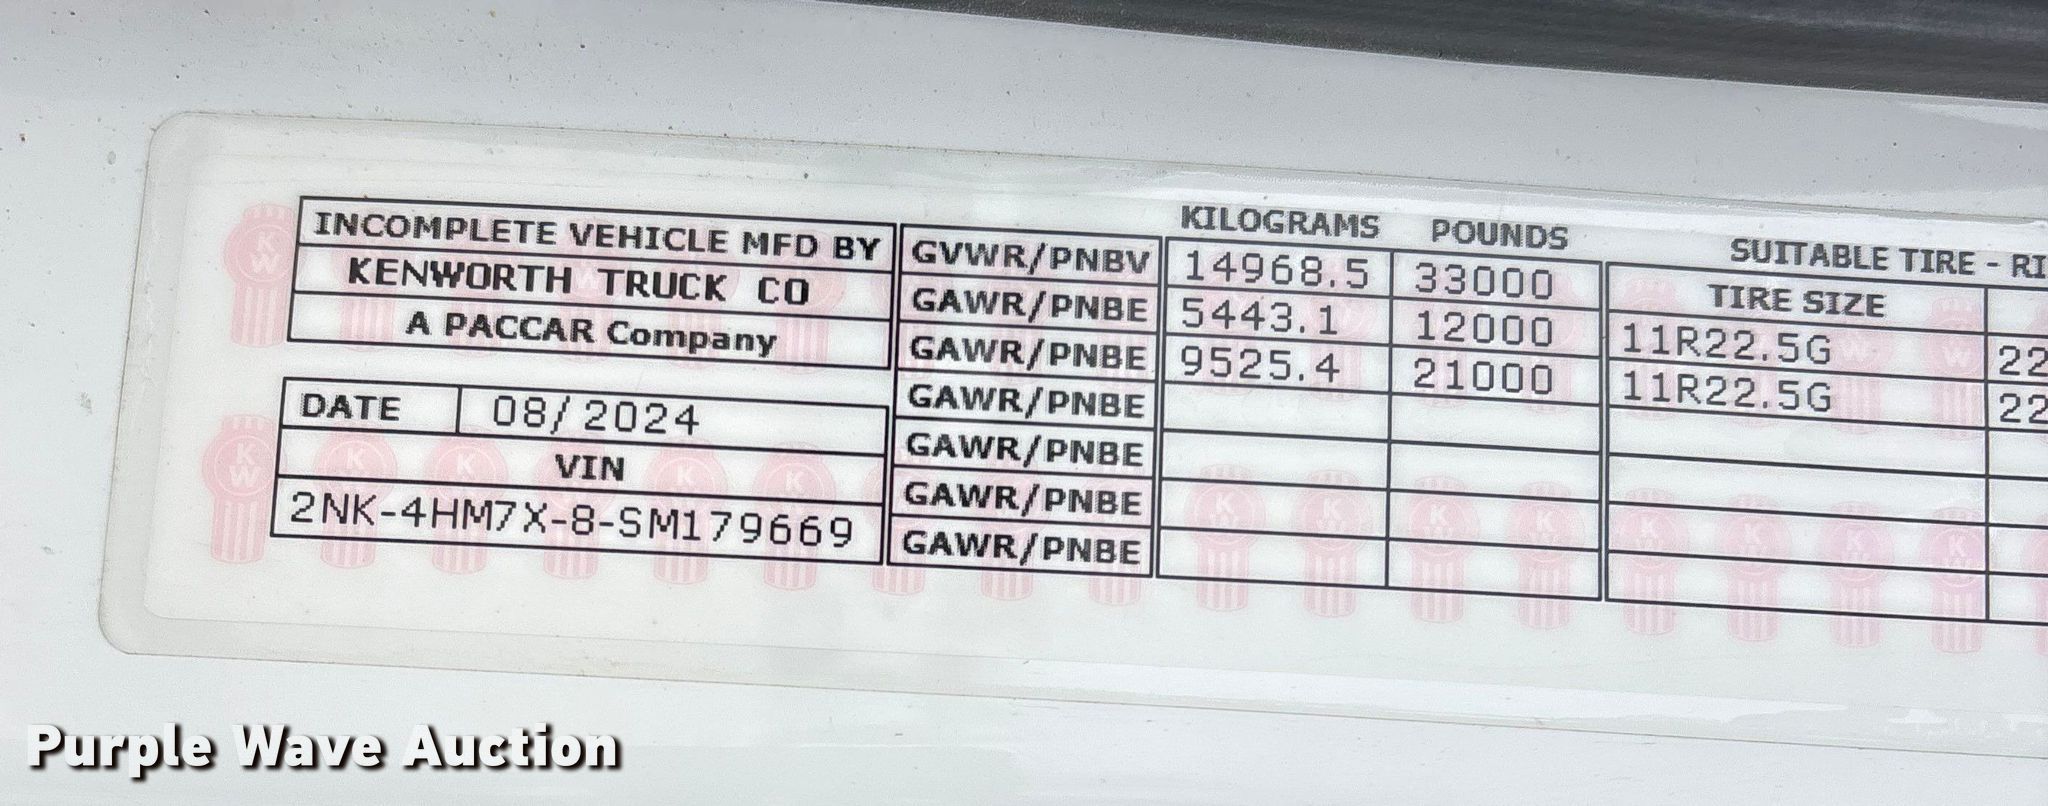 KILOGRAMS POUNDS SUITABLE TIRE - RI
INCOMPLETE VEHICLE MFD BY GVWR/PNBV 14968.5 33000 TIRE SIZE
KENWORTH TRUCK CO GAWR/PNBE 5443.1 12000 11R22.5G 22
A PACCAR Company GAWR/PNBE 9525.4 21000 11R22.5G 22
DATE 08/2024 GAWR/PNBE
VIN GAWR/PNBE
2NK-4HM7X-8-SM179669 GAWR/PNBE
GAWR/PNBE
Purple Wave Auction